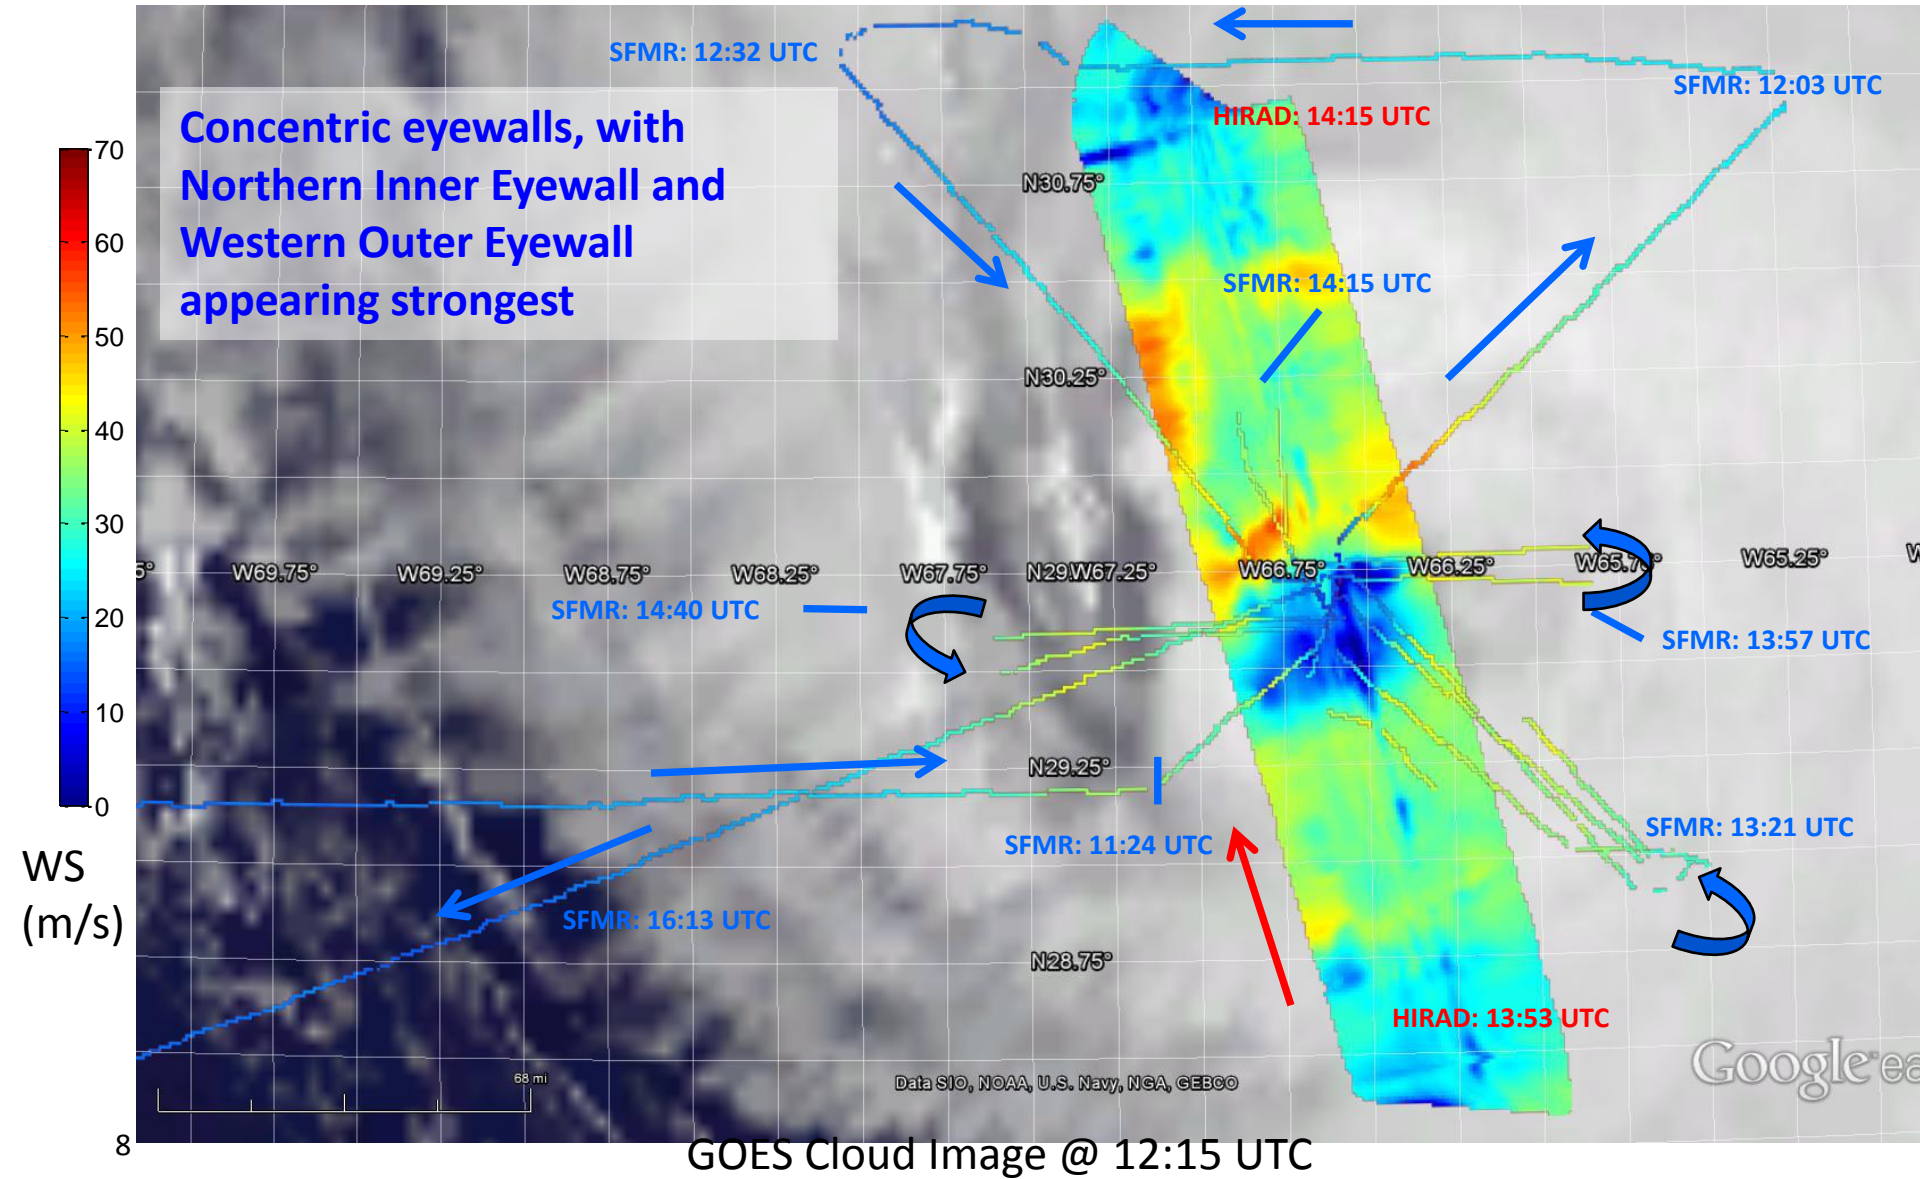 SFMR: 12:32 UTC
SFMR: 12:03 UTC
Concentric eyewalls, with
Northern Inner Eyewall and
Western Outer Eyewall
appearing strongest
HIRAD: 14:15 UTC
70
60
50
40
30
20
10
0
WS
(m/s)
N30.75°
SFMR: 14:15 UTC
N30.25°
5°
W69.75°
W69.25°
W68.75°
W68.25°
W67.75°
W67.25°
W66.75°
W66.25°
W65.25°
W
SFMR: 14:40 UTC
SFMR: 13:57 UTC
N29.25°
SFMR: 11:24 UTC
SFMR: 13:21 UTC
SFMR: 16:13 UTC
N28.75°
HIRAD: 13:53 UTC
68 mi
Data SIO, NOAA, U.S. Navy, NGA, GEBCO
Google ea
8
GOES Cloud Image @ 12:15 UTC